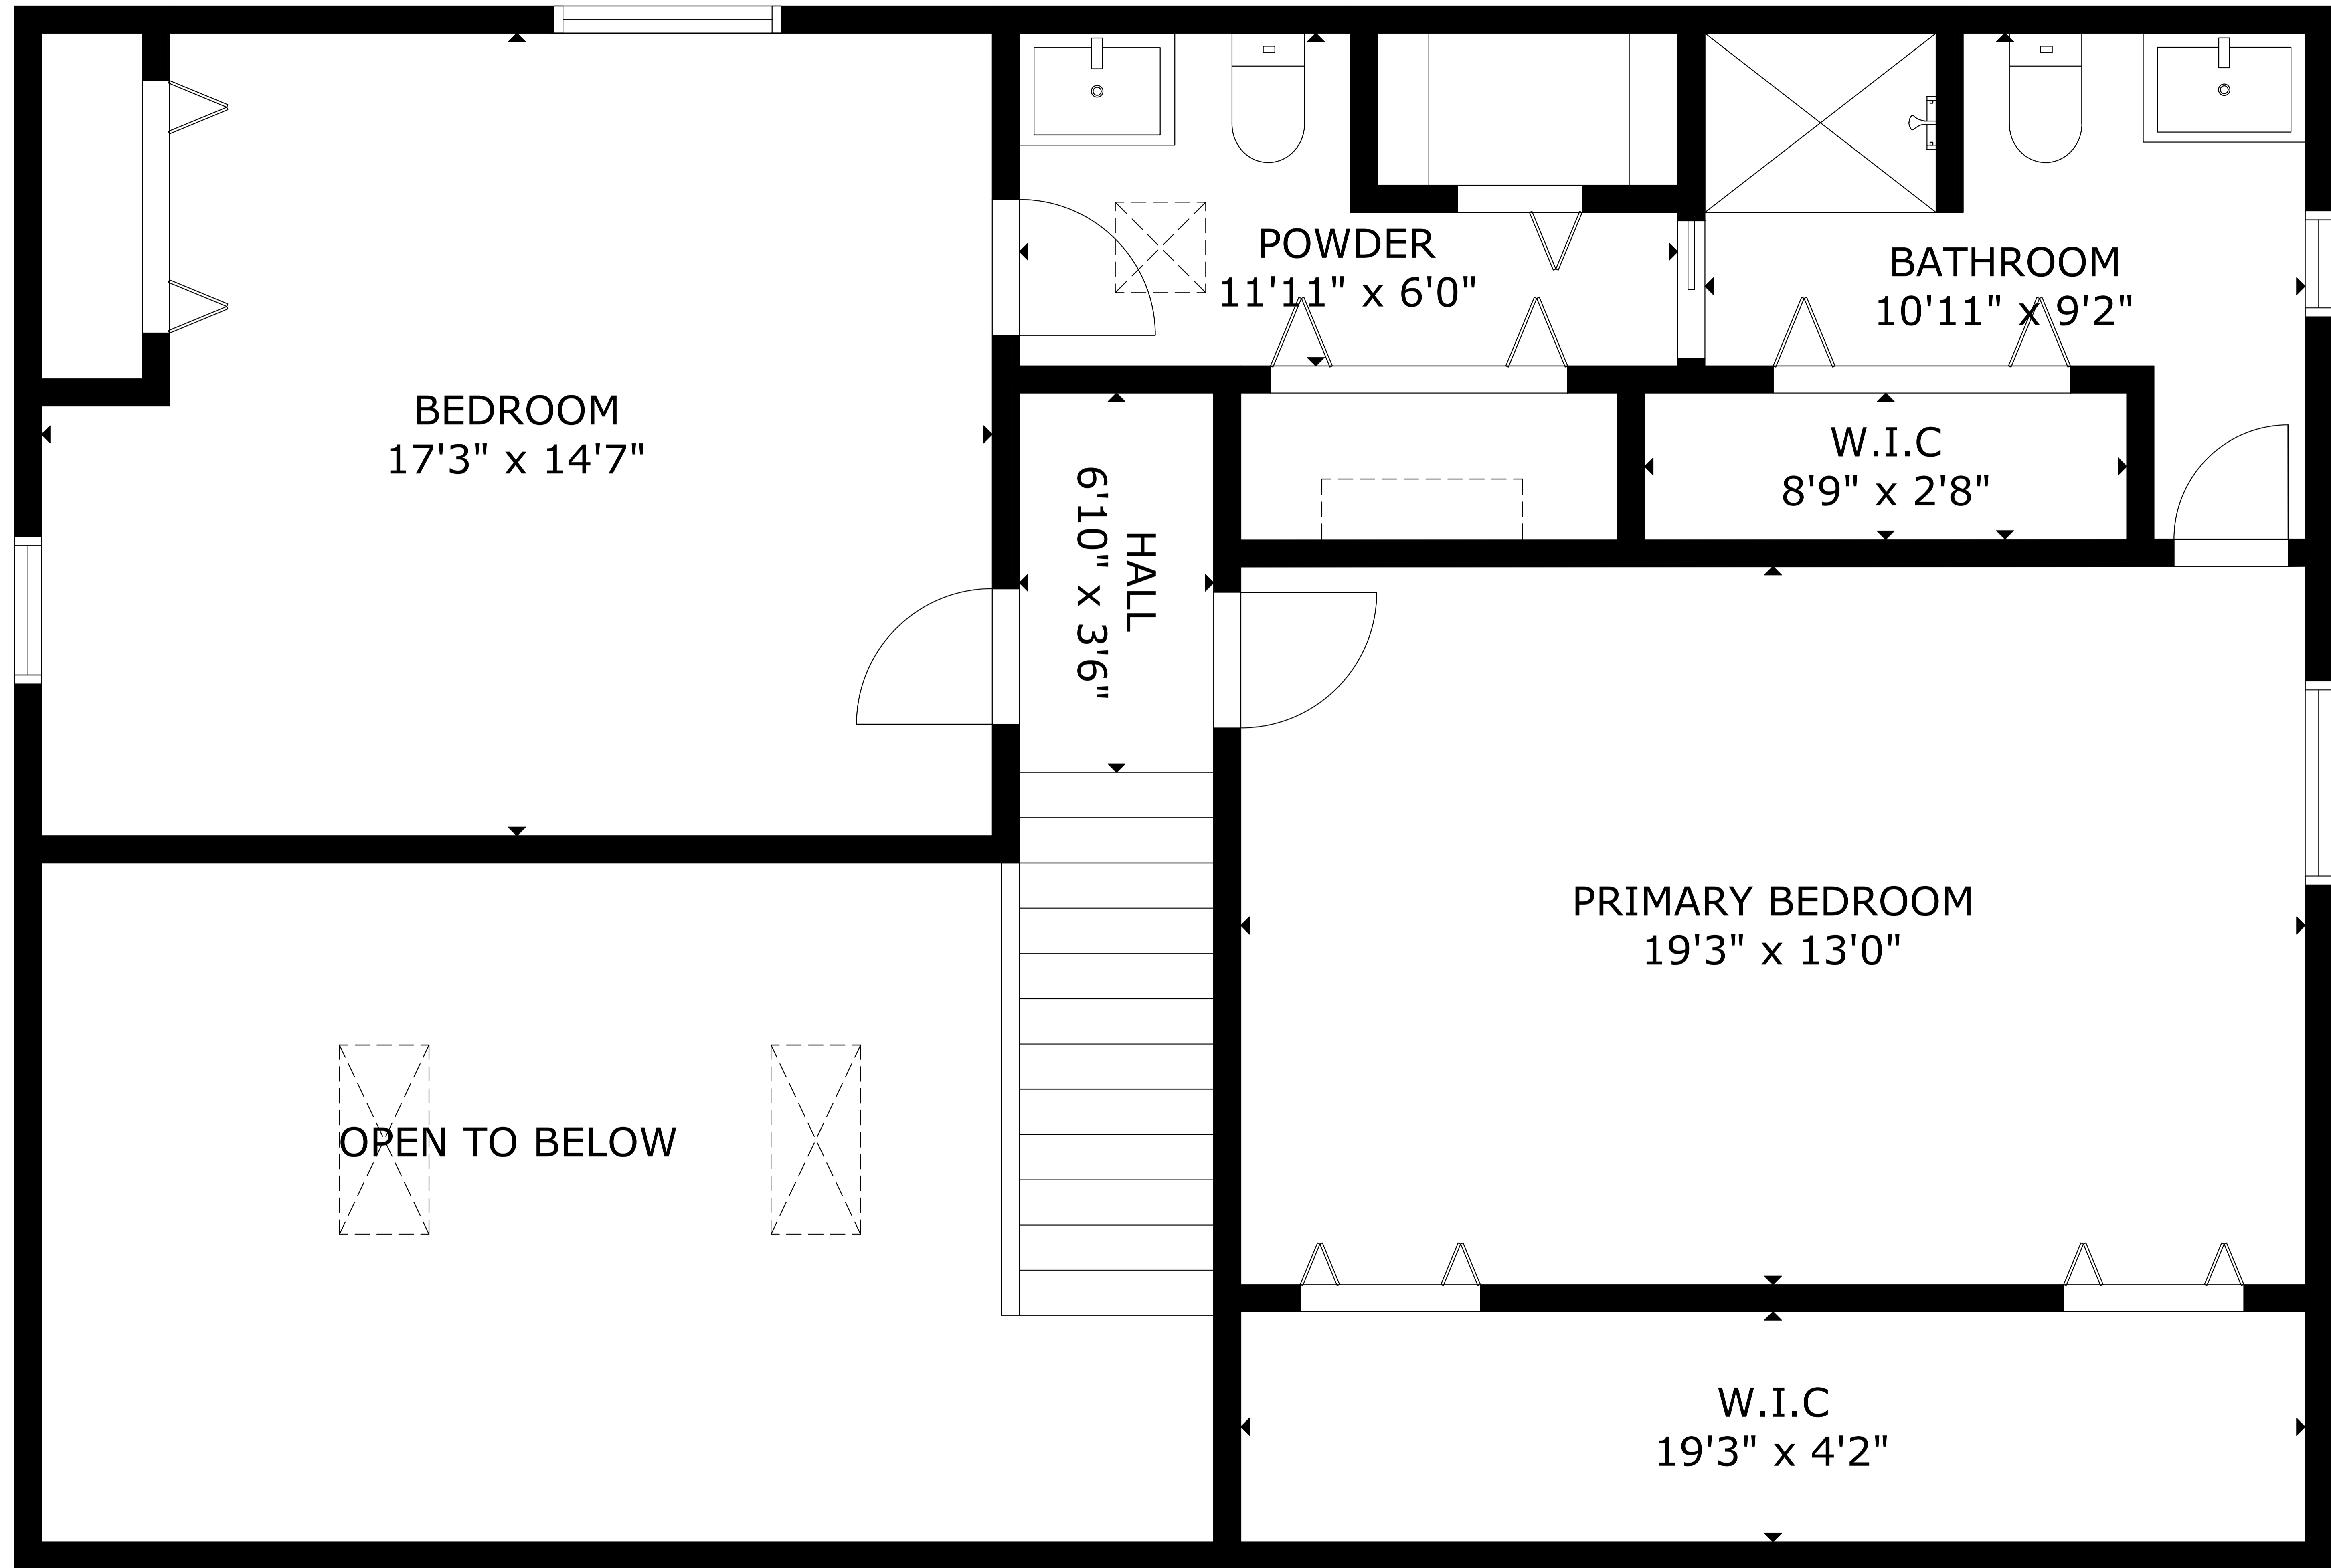 POWDER
11'11" x 6'0"
BATHROOM
10'11" x 9'2"
BEDROOM
17'3" x 14'7"
W.I.C
8'9" x 2'8"
HALL
6'10" x 3'6"
PRIMARY BEDROOM
19'3" x 13'0"
OPEN TO BELOW
W.I.C
19'3" x 4'2"